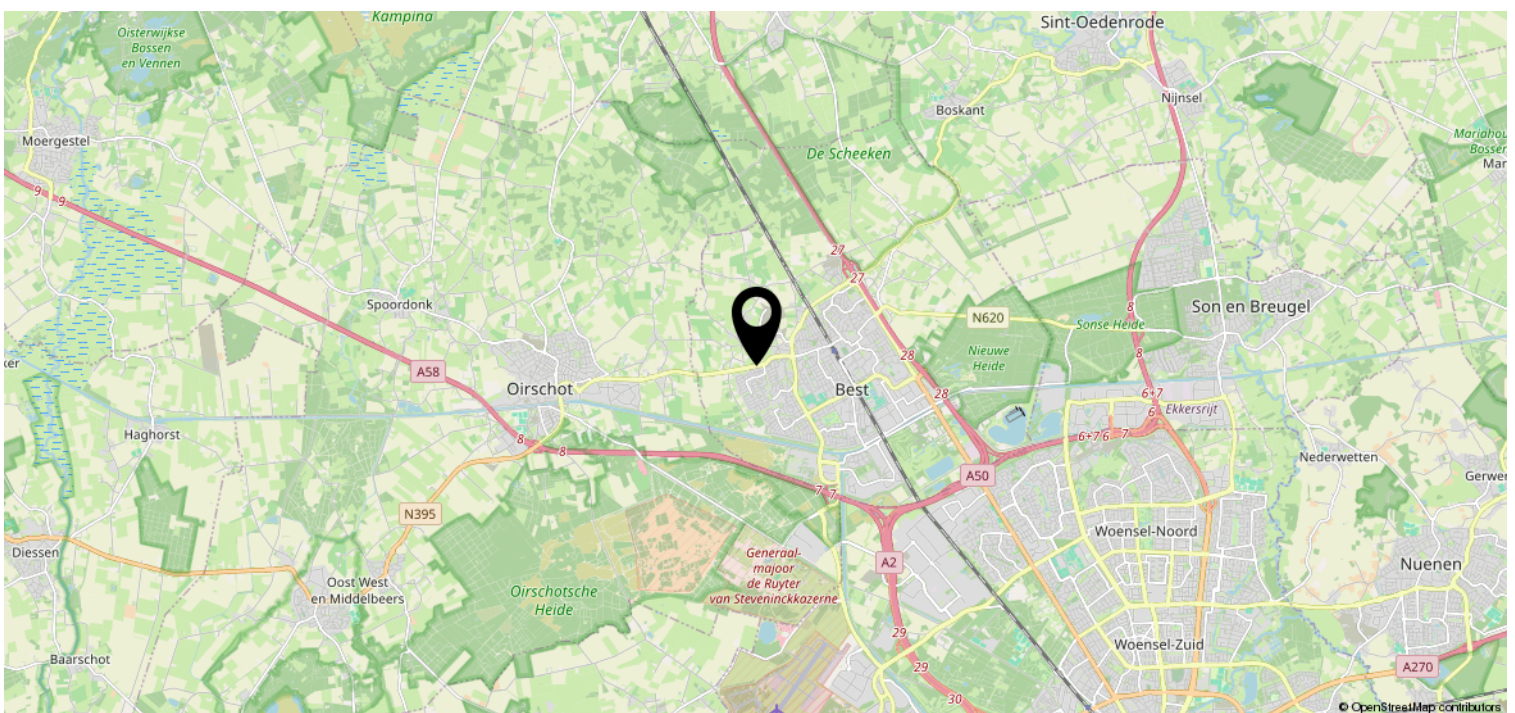 Kampina
Sint-Oedenrode
Oisterwijkse
Bossen
en Vennen
Nijnsel
Boskant
Moergestel
De Scheeken
Mariahou
Bossen
Mar
9
9
27
27
8
Spoordonk
Son en Breugel
N620
Sonse Heide
Nieuwe
Heide
28
8
ker
A58
Oirschot
Best
28
6+7
Ekkersrijt
6
Haghorst
8
8
6+7
6
7
Nederwetten
A50
Gerwen
7
7
N395
Woensel-Noord
Diessen
Generaal-
majoor
de Ruyter
van Steveninckkazerne
A2
Nuenen
Oost West
en Middelbeers
Oirschotsche
Heide
29
Woensel-Zuid
Baarschot
29
A270
30
© OpenStreetMap contributors